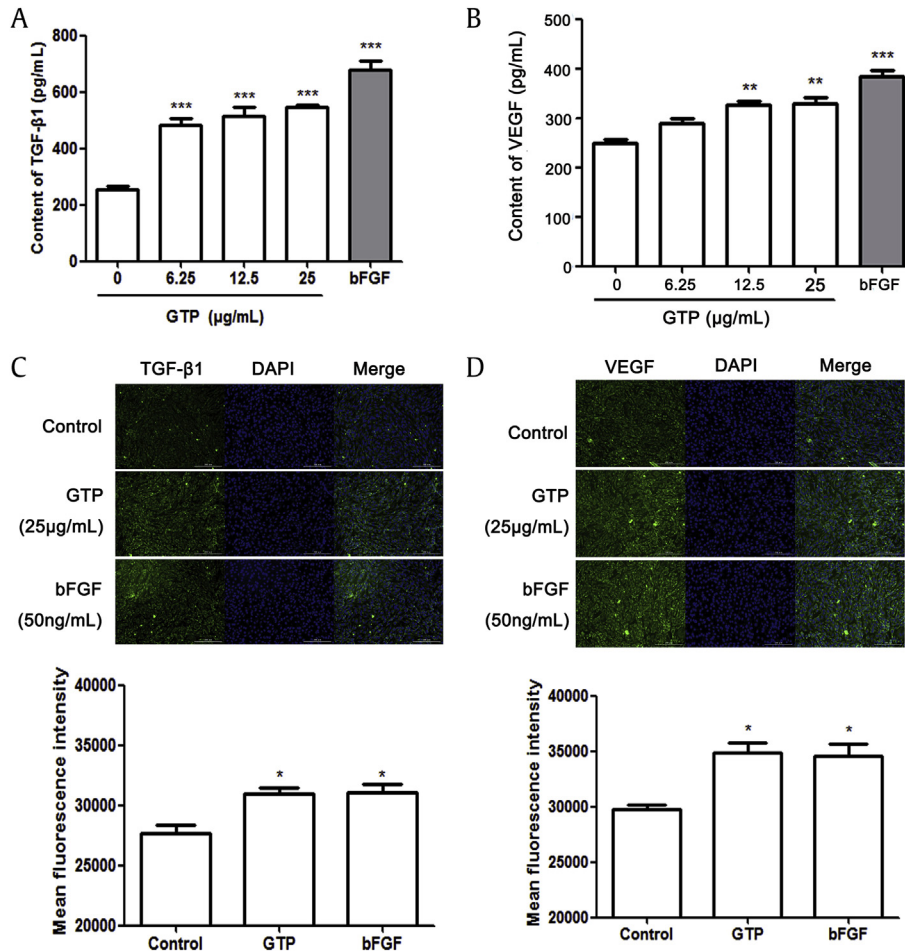 A
Content of TGF-β1 (pg/mL)
800
600
400
200
0
***
***
***
***
0 6.25 12.5 25 bFGF
GTP (μg/mL)
B
Content of VEGF (pg/mL)
500
400
300
200
100
0
**
**
***
0 6.25 12.5 25 bFGF
GTP (μg/mL)
C
TGF-β1 DAPI Merge
Control
GTP
(25μg/mL)
bFGF
(50ng/mL)
Mean fluorescence intensity
40000
35000
30000
25000
20000
*
*
Control GTP bFGF
D
VEGF DAPI Merge
Control
GTP
(25μg/mL)
bFGF
(50ng/mL)
Mean fluorescence intensity
40000
35000
30000
25000
20000
*
*
Control GTP bFGF